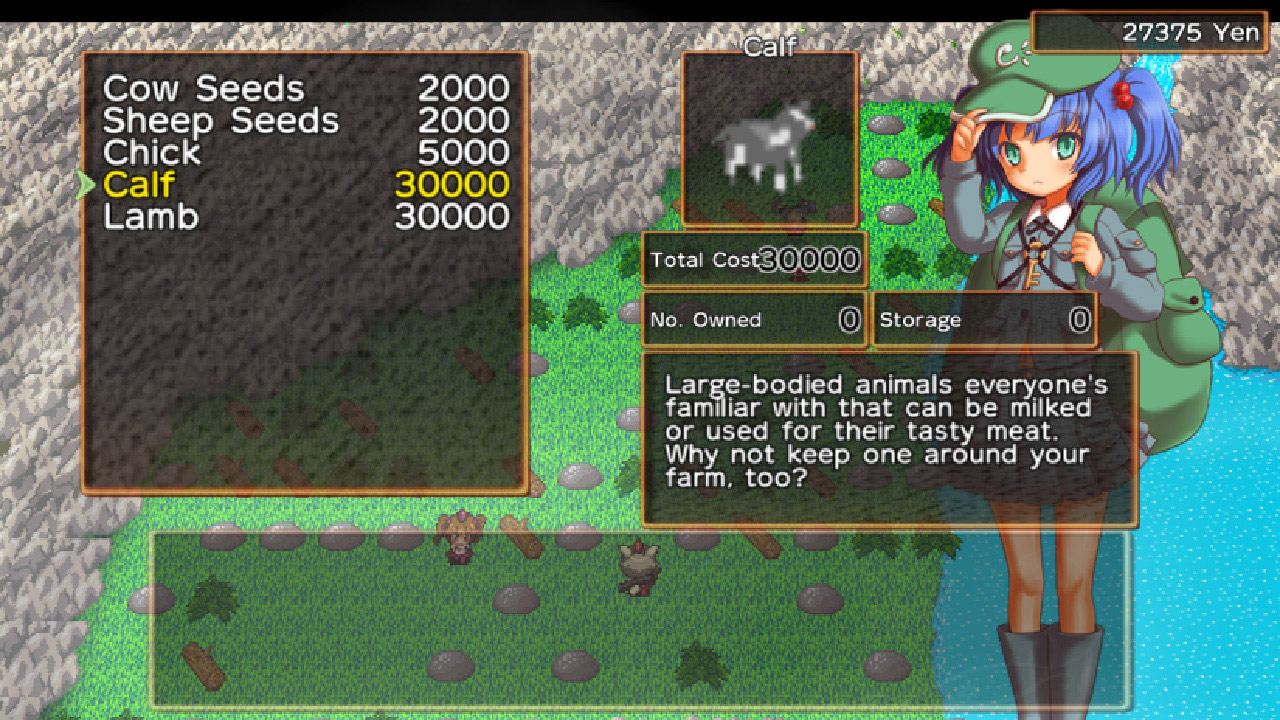 27375 Yen
Calf
Cow Seeds 2000
Sheep Seeds 2000
Chick 5000
Calf 30000
Lamb 30000
Total Cost 30000
No. Owned 0
Storage 0
Large-bodied animals everyone's
familiar with that can be milked
or used for their tasty meat.
Why not keep one around your
farm, too?